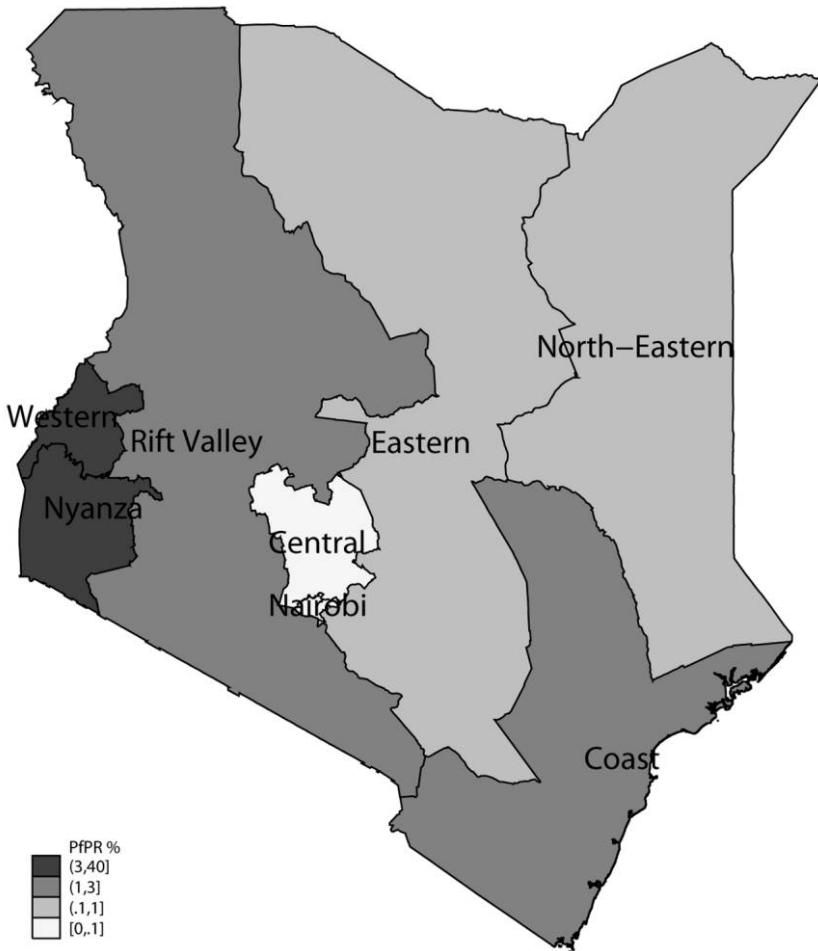 North−Eastern
Western
Rift Valley
Eastern
Nyanza
Central
Nairobi
Coast
PfPR %
(3,40]
(1,3]
(.1,1]
[0,.1]